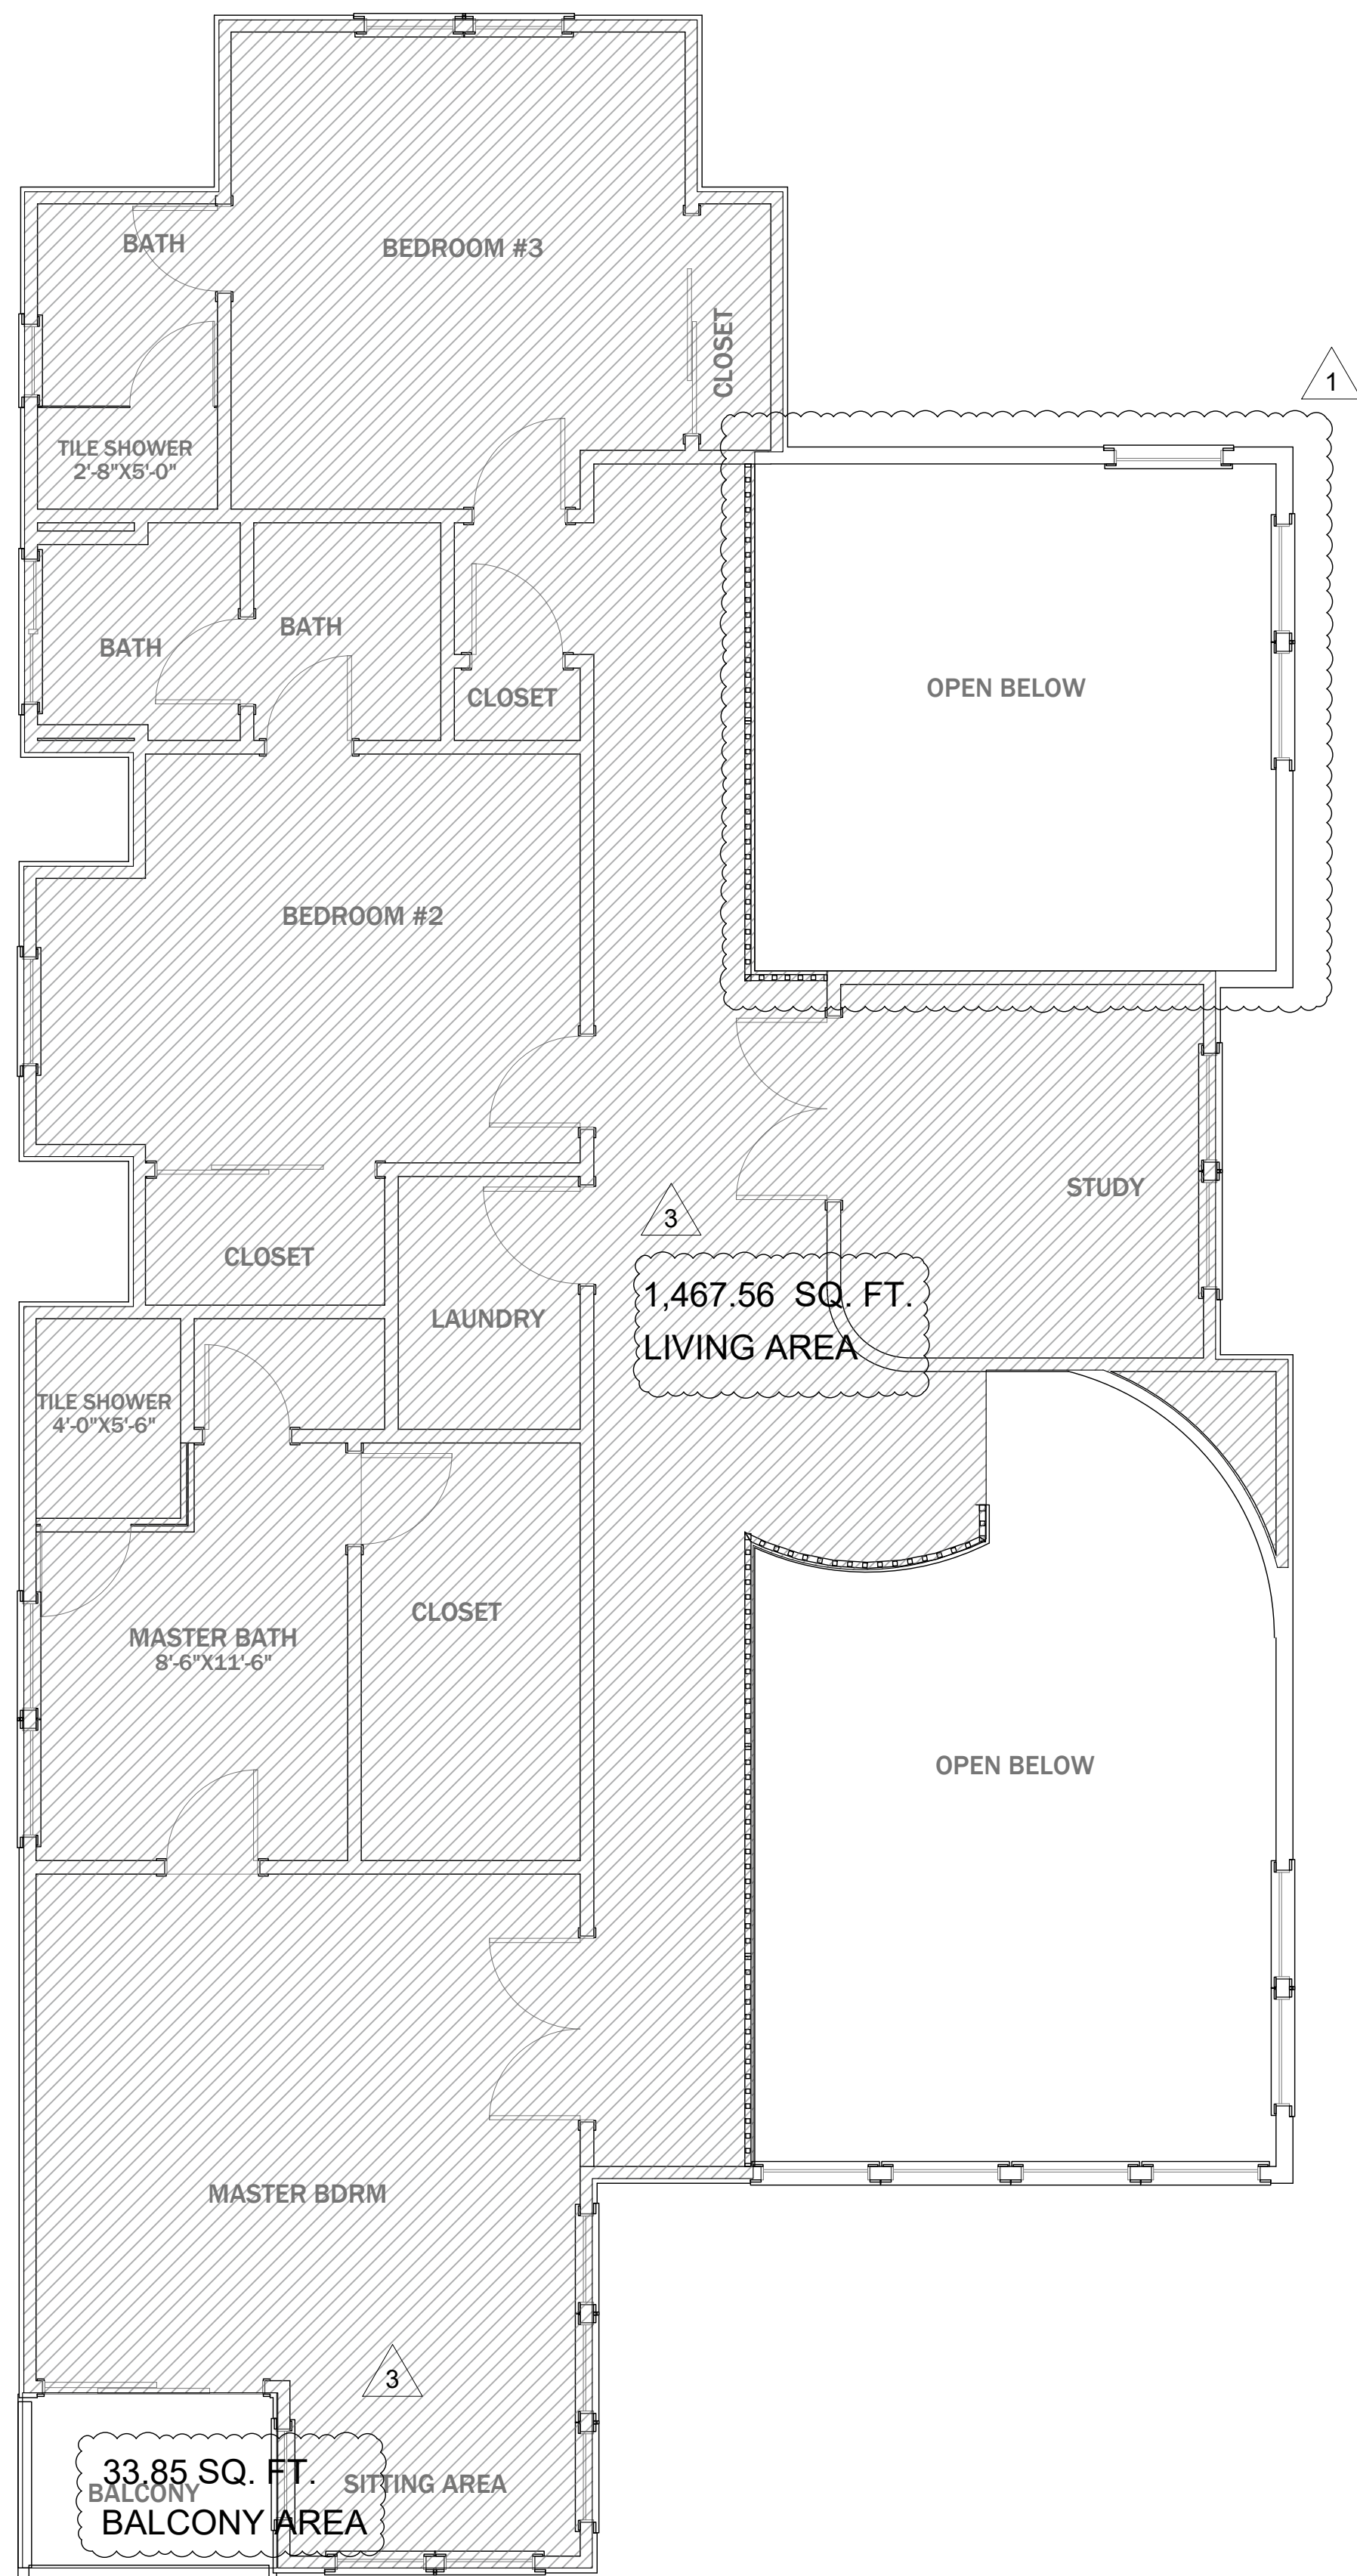 BATH
BEDROOM #3
CLOSET
1
TILE SHOWER
2'-8"X5'-0"
BATH
BATH
CLOSET
OPEN BELOW
BEDROOM #2
STUDY
3
CLOSET
1,467.56 SQ. FT.
LIVING AREA
LAUNDRY
TILE SHOWER
4'-0"X5'-6"
CLOSET
MASTER BATH
8'-6"X11'-6"
OPEN BELOW
MASTER BDRM
3
33.85 SQ. FT.
BALCONY
SITTING AREA
BALCONY AREA